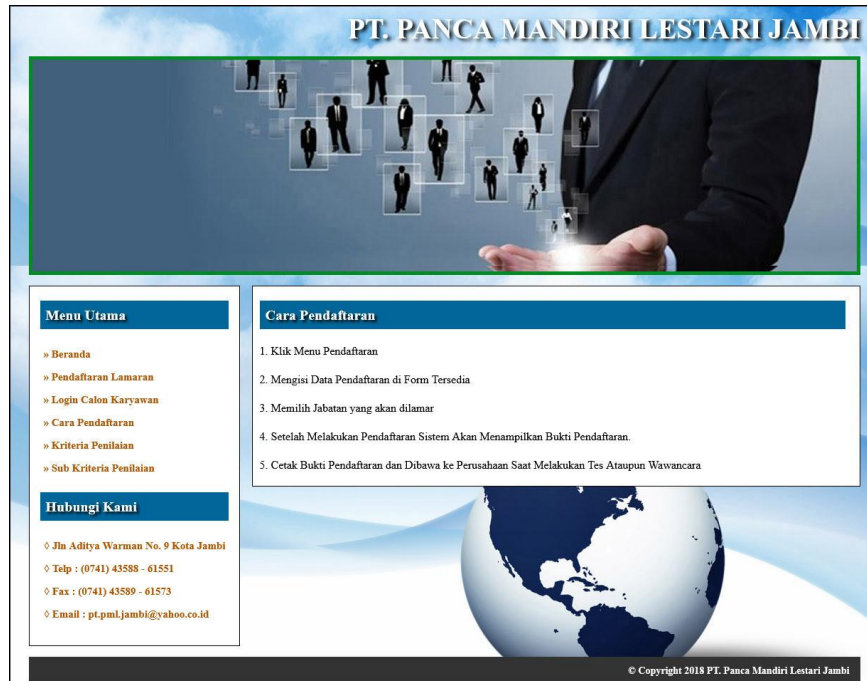 PT. PANCA MANDIRI LESTARI JAMBI
Menu Utama
» Beranda
» Pendaftaran Lamaran
» Login Calon Karyawan
» Cara Pendaftaran
» Kriteria Penilaian
» Sub Kriteria Penilaian
Hubungi Kami
◊ Jln Aditya Warman No. 9 Kota Jambi
◊ Telp : (0741) 43588 - 61551
◊ Fax : (0741) 43589 - 61573
◊ Email : pt.pml.jambi@yahoo.co.id
Cara Pendaftaran
1. Klik Menu Pendaftaran
2. Mengisi Data Pendaftaran di Form Tersedia
3. Memilih Jabatan yang akan dilamar
4. Setelah Melakukan Pendaftaran Sistem Akan Menampilkan Bukti Pendaftaran.
5. Cetak Bukti Pendaftaran dan Dibawa ke Perusahaan Saat Melakukan Tes Ataupun Wawancara
© Copyright 2018 PT. Panca Mandiri Lestari Jambi